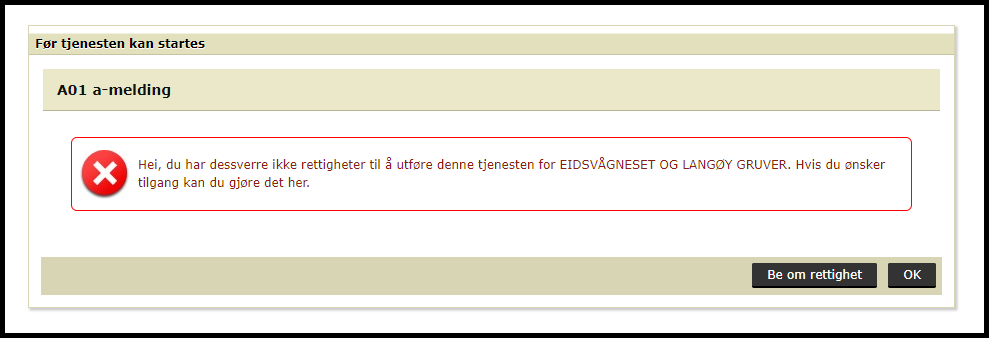 Før tjenesten kan startes
A01 a-melding
Hei, du har dessverre ikke rettigheter til å utføre denne tjenesten for EIDSVÅGNESET OG LANGØY GRUVER. Hvis du ønsker
tilgang kan du gjøre det her.
Be om rettighet
OK